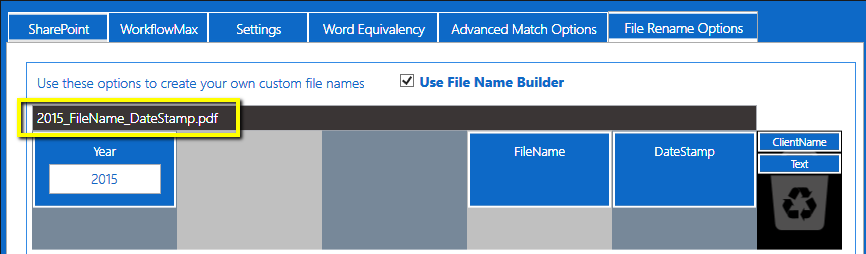 SharePoint WorkflowMax Settings Word Equivalency Advanced Match Options File Rename Options
Use these options to create your own custom file names Use File Name Builder
2015_FileName_DateStamp.pdf
Year FileName DateStamp ClientName
Text
2015